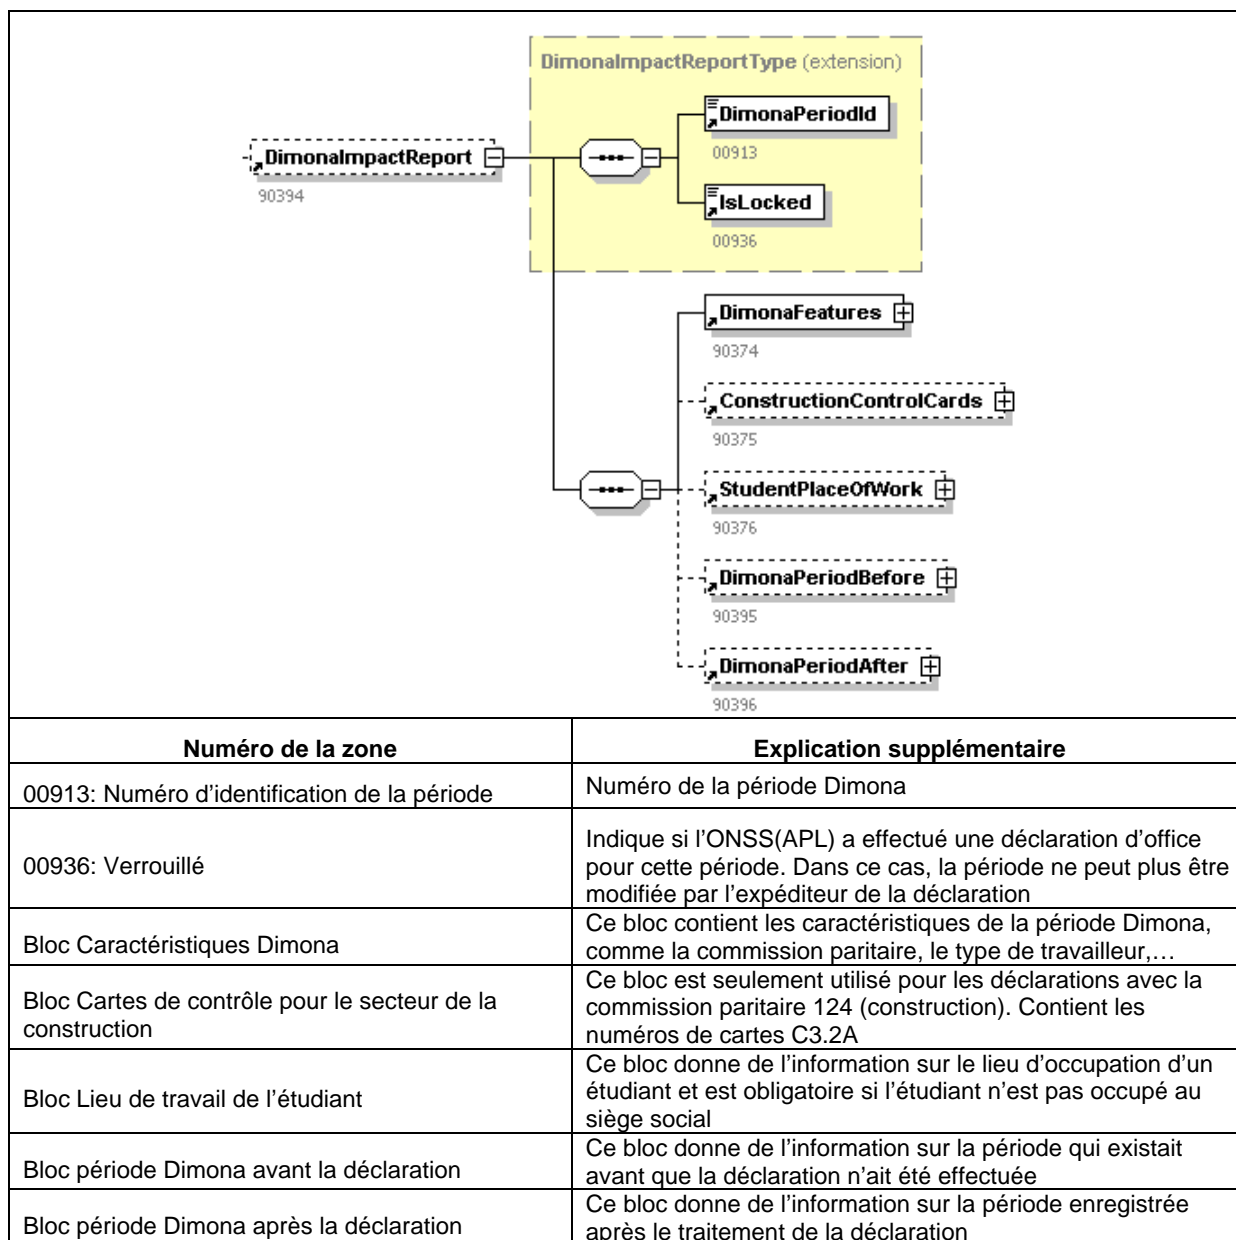 DimonaImpactReportType (extension)
DimonaPeriodId
00913
DimonaImpactReport
90394
IsLocked
00936
DimonaFeatures
90374
ConstructionControlCards
90375
StudentPlaceOfWork
90376
DimonaPeriodBefore
90395
DimonaPeriodAfter
90396
Numéro de la zone
Explication supplémentaire
00913: Numéro d’identification de la période
Numéro de la période Dimona
00936: Verrouillé
Indique si l’ONSS(APL) a effectué une déclaration d’office
pour cette période. Dans ce cas, la période ne peut plus être
modifiée par l’expéditeur de la déclaration
Bloc Caractéristiques Dimona
Ce bloc contient les caractéristiques de la période Dimona,
comme la commission paritaire, le type de travailleur,…
Bloc Cartes de contrôle pour le secteur de la
construction
Ce bloc est seulement utilisé pour les déclarations avec la
commission paritaire 124 (construction). Contient les
numéros de cartes C3.2A
Bloc Lieu de travail de l’étudiant
Ce bloc donne de l’information sur le lieu d’occupation d’un
étudiant et est obligatoire si l’étudiant n’est pas occupé au
siège social
Bloc période Dimona avant la déclaration
Ce bloc donne de l’information sur la période qui existait
avant que la déclaration n’ait été effectuée
Bloc période Dimona après la déclaration
Ce bloc donne de l’information sur la période enregistrée
après le traitement de la déclaration